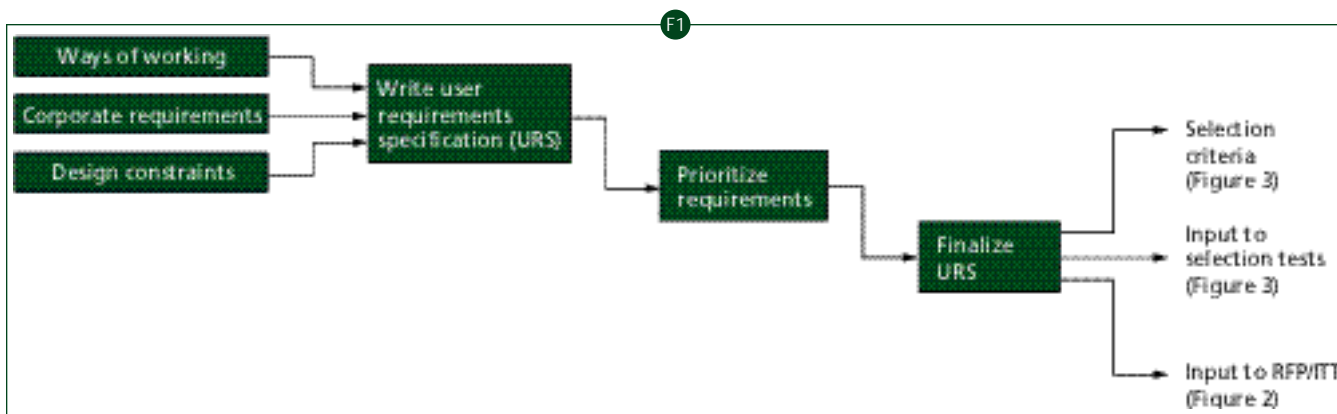 F1
Ways of working
Corporate requirements
Design constraints
Write user
requirements
specification (URS)
Prioritize
requirements
Finalize
URS
Selection
criteria
(Figure 3)
Input to
selection tests
(Figure 3)
Input to RFP/ITT
(Figure 2)